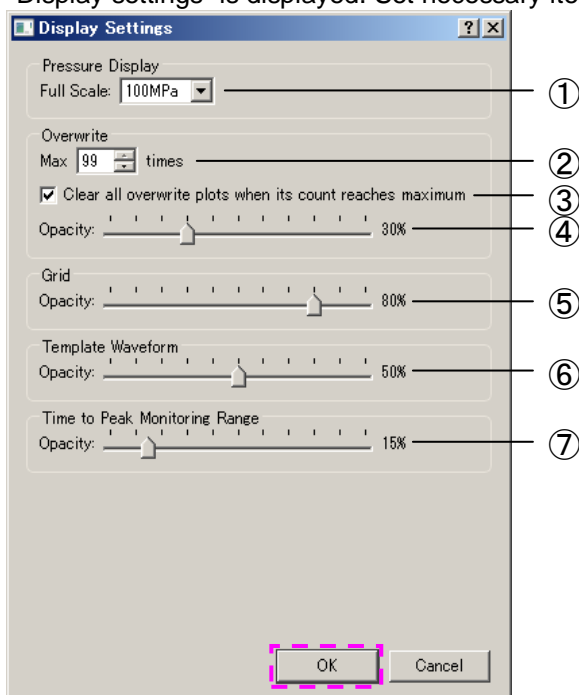 "Display settings" is displayed. Set necessary ite
Display Settings
Pressure Display
Full Scale: 100MPa ①
Overwrite
Max 99 times ②
Clear all overwrite plots when its count reaches maximum ③
Opacity: 30% ④
Grid
Opacity: 80% ⑤
Template Waveform
Opacity: 50% ⑥
Time to Peak Monitoring Range
Opacity: 15% ⑦
OK Cancel